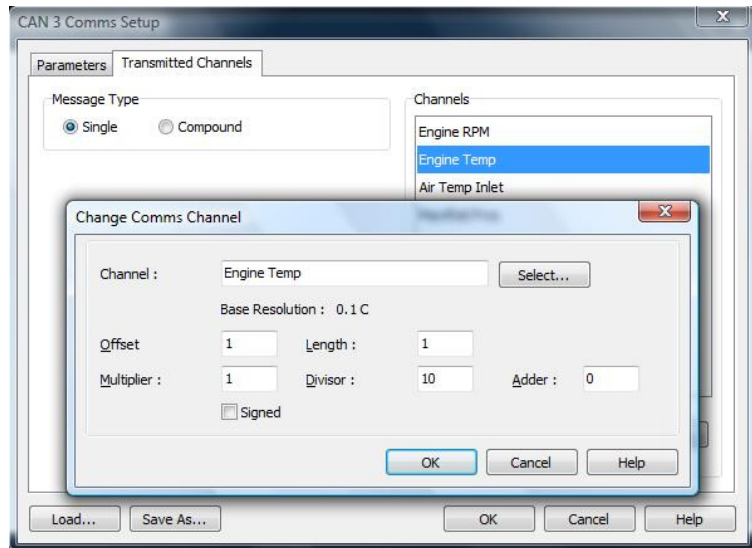 CAN 3 Comms Setup
X
Parameters Transmitted Channels
Message Type
Single Compound
Channels
Engine RPM
Engine Temp
Air Temp Inlet
Change Comms Channel
X
Channel : Engine Temp Select...
Base Resolution : 0.1 C
Offset 1 Length : 1
Multiplier : 1 Divisor : 10 Adder : 0
Signed
OK Cancel Help
Load... Save As... OK Cancel Help